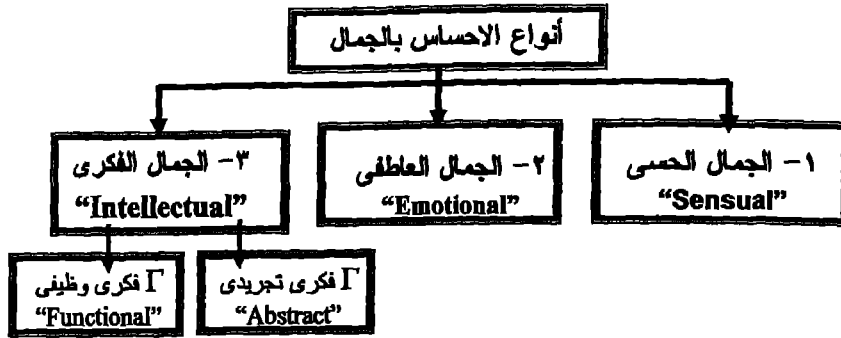 أنواع الاحساس بالجمال
١- الجمال الحسى
“Sensual”
٢- الجمال العاطفى
“Emotional”
٣- الجمال الفكرى
“Intellectual”
Γ فكرى تجريدى
“Abstract”
Γ فكرى وظيفى
“Functional”